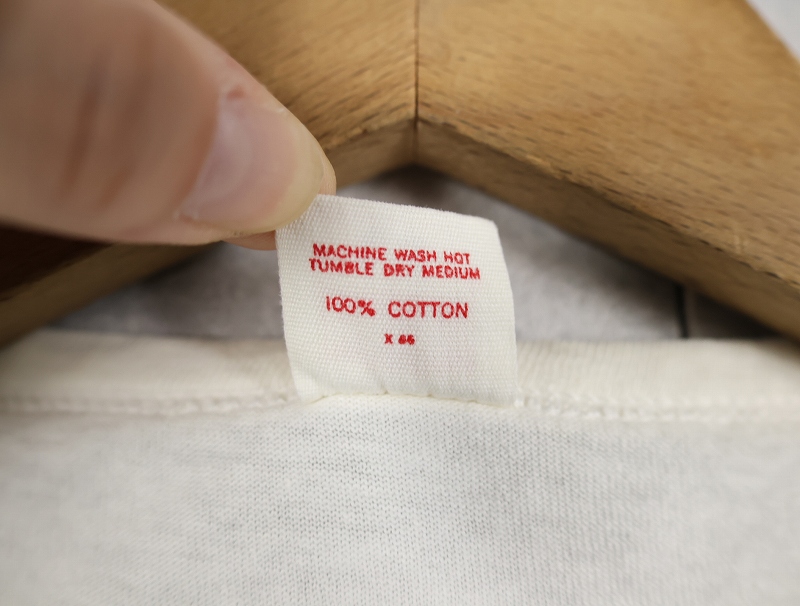 MACHINE WASH HOT
TUMBLE DRY MEDIUM
100% COTTON
X